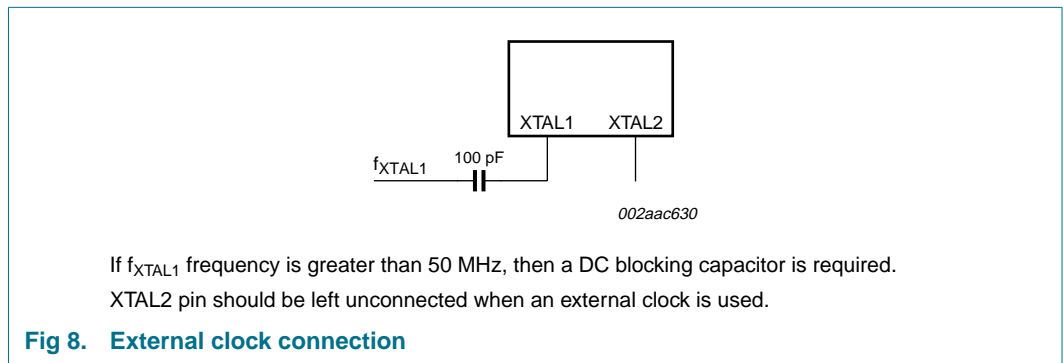 XTAL1 XTAL2
fXTAL1 100 pF
002aac630
If fXTAL1 frequency is greater than 50 MHz, then a DC blocking capacitor is required.
XTAL2 pin should be left unconnected when an external clock is used.
Fig 8. External clock connection